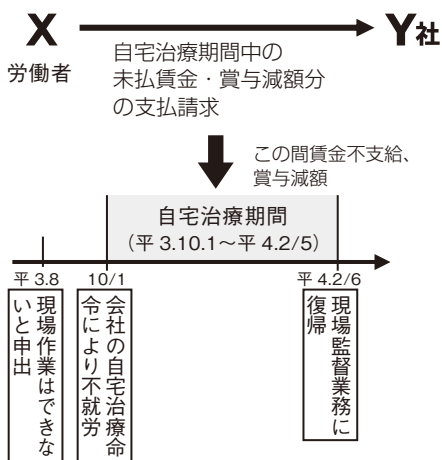 X
Y社
労働者
自宅治療期間中の
未払賃金・賞与減額分
の支払請求
この間賃金不支給、
賞与減額
自宅治療期間
（平 3.10.1～平 4.2/5）
平 3.8
10/1
平 4.2/6
現場作業はできな
いと申出
会社の自宅治療命
令により不就労
現場監督業務に
復帰